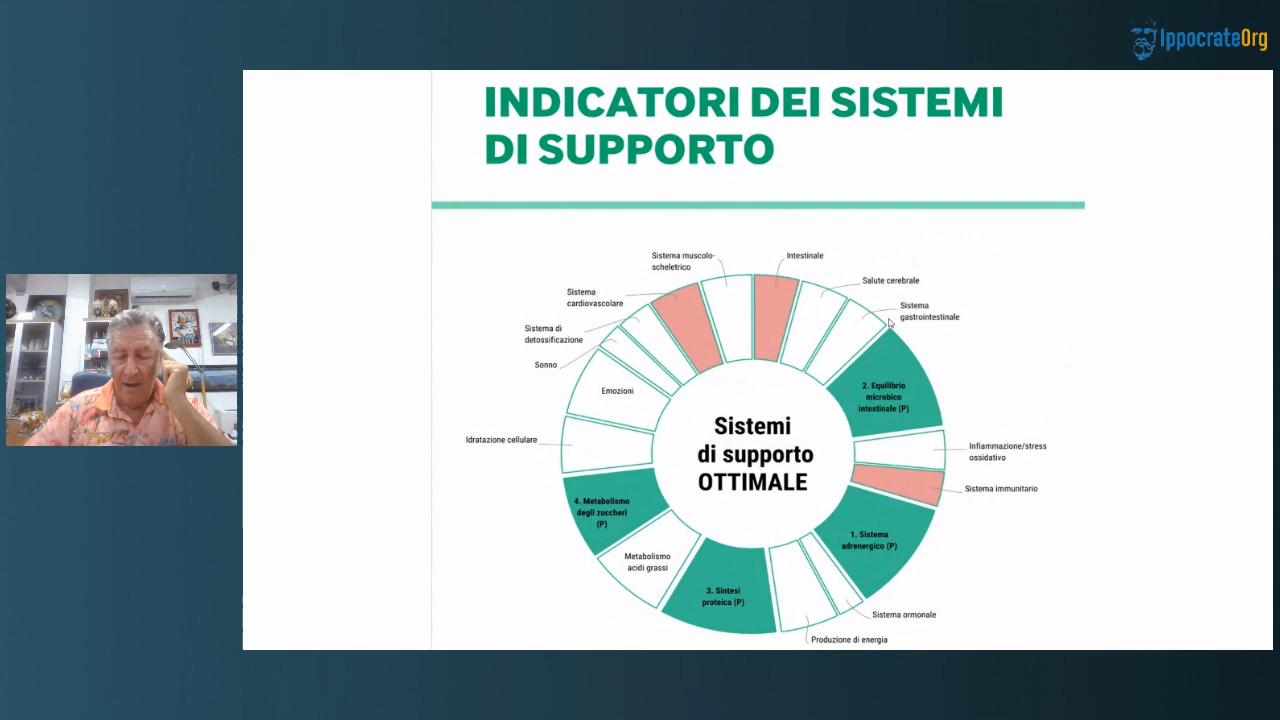 IppocrateOrg
INDICATORI DEI SISTEMI
DI SUPPORTO
Sistema muscolo-
scheletrico
Intestinale
Salute cerebrale
Sistema
cardiovascolare
Sistema
gastrointestinale
Sistema di
detossificazione
Sonno
Emozioni
2. Equilibrio
microbico
intestinale (P)
Sistemi
di supporto
OTTIMALE
Idratazione cellulare
Infiammazione/stress
ossidativo
Sistema immunitario
4. Metabolismo
degli zuccheri
(P)
1. Sistema
adrenergico (P)
Metabolismo
acidi grassi
3. Sintesi
proteica (P)
Sistema ormonale
Produzione di energia